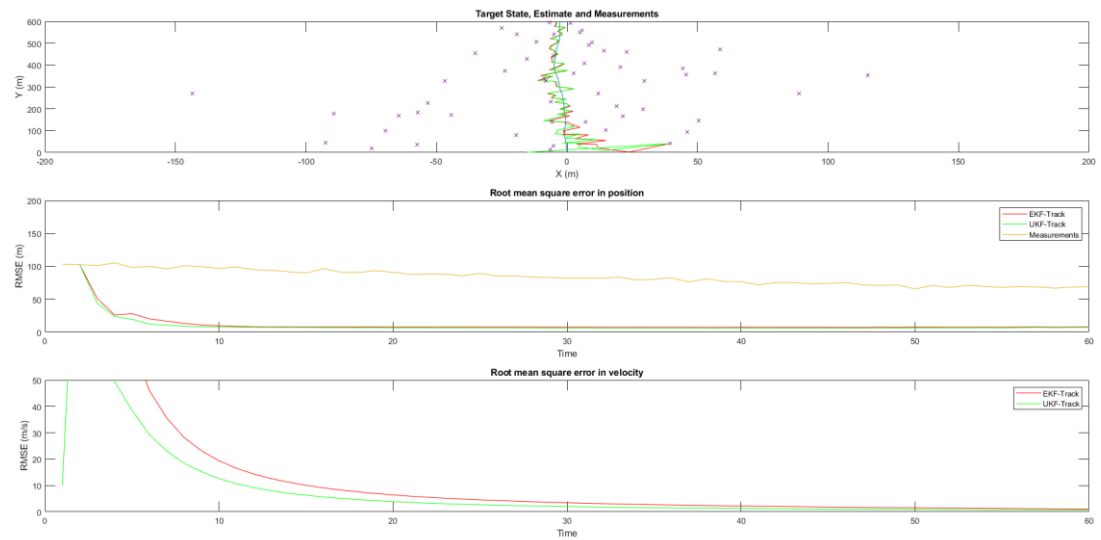 Target State, Estimate and Measurements
600
500
400
300
200
100
0
Y (m)
-200 -150 -100 -50 0 50 100 150 200
X (m)
Root mean square error in position
200
150
100
50
0
RMSE (m)
EKF-Track
UKF-Track
Measurements
0 10 20 30 40 50 60
Time
Root mean square error in velocity
50
40
30
20
10
0
RMSE (m/s)
EKF-Track
UKF-Track
0 10 20 30 40 50 60
Time